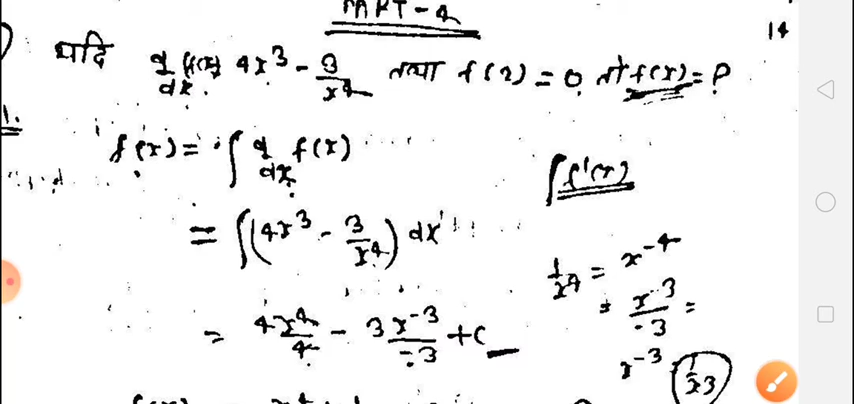 PART - 4
14
यदि d/dx f(x) = 4x³ - 3/x⁴ तथा f(2) = 0 तो f(x) = ?
f(x) = ∫ d/dx f(x)
∫ f'(x)
= ∫(4x³ - 3/x⁴) dx
1/x⁴ = x⁻⁴
= 4x⁴/4 - 3x⁻³/-3 + C
x⁻³/-3 =
x⁻³ 1/x3